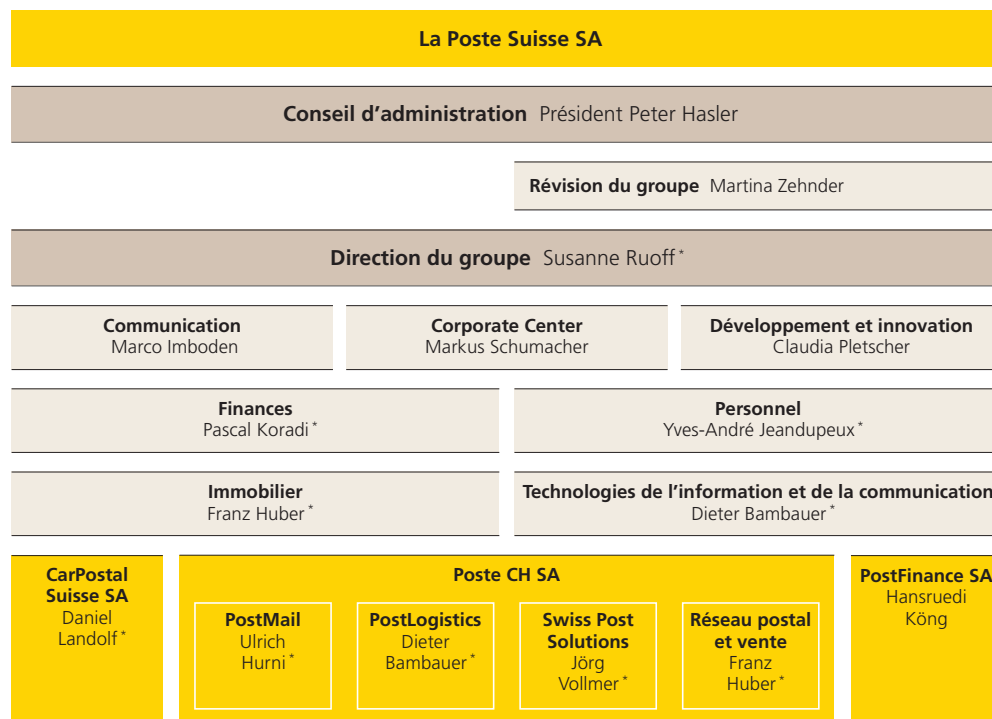 La Poste Suisse SA
Conseil d'administration Président Peter Hasler
Révision du groupe Martina Zehnder
Direction du groupe Susanne Ruoff *
Communication
Marco Imboden
Corporate Center
Markus Schumacher
Développement et innovation
Claudia Pletscher
Finances
Pascal Koradi *
Personnel
Yves-André Jeandupeux *
Immobilier
Franz Huber *
Technologies de l'information et de la communication
Dieter Bambauer *
CarPostal
Suisse SA
Daniel
Landolf *
Poste CH SA
PostMail
Ulrich
Hurni *
PostLogistics
Dieter
Bambauer *
Swiss Post
Solutions
Jörg
Vollmer *
Réseau postal
et vente
Franz
Huber *
PostFinance SA
Hansruedi
Köng